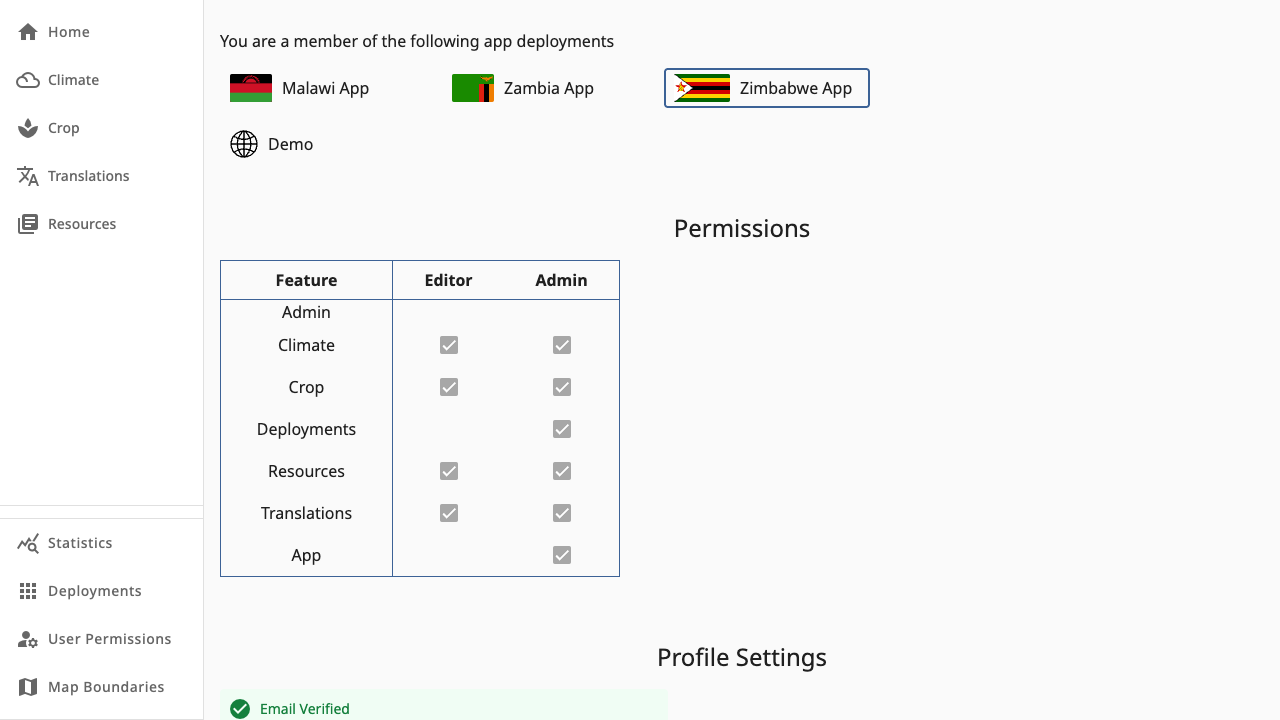 Home
Climate
Crop
Translations
Resources
Statistics
Deployments
User Permissions
Map Boundaries
You are a member of the following app deployments
Malawi App
Zambia App
Zimbabwe App
Demo
Permissions
Feature Editor Admin
Admin
Climate
Crop
Deployments
Resources
Translations
App
Profile Settings
Email Verified